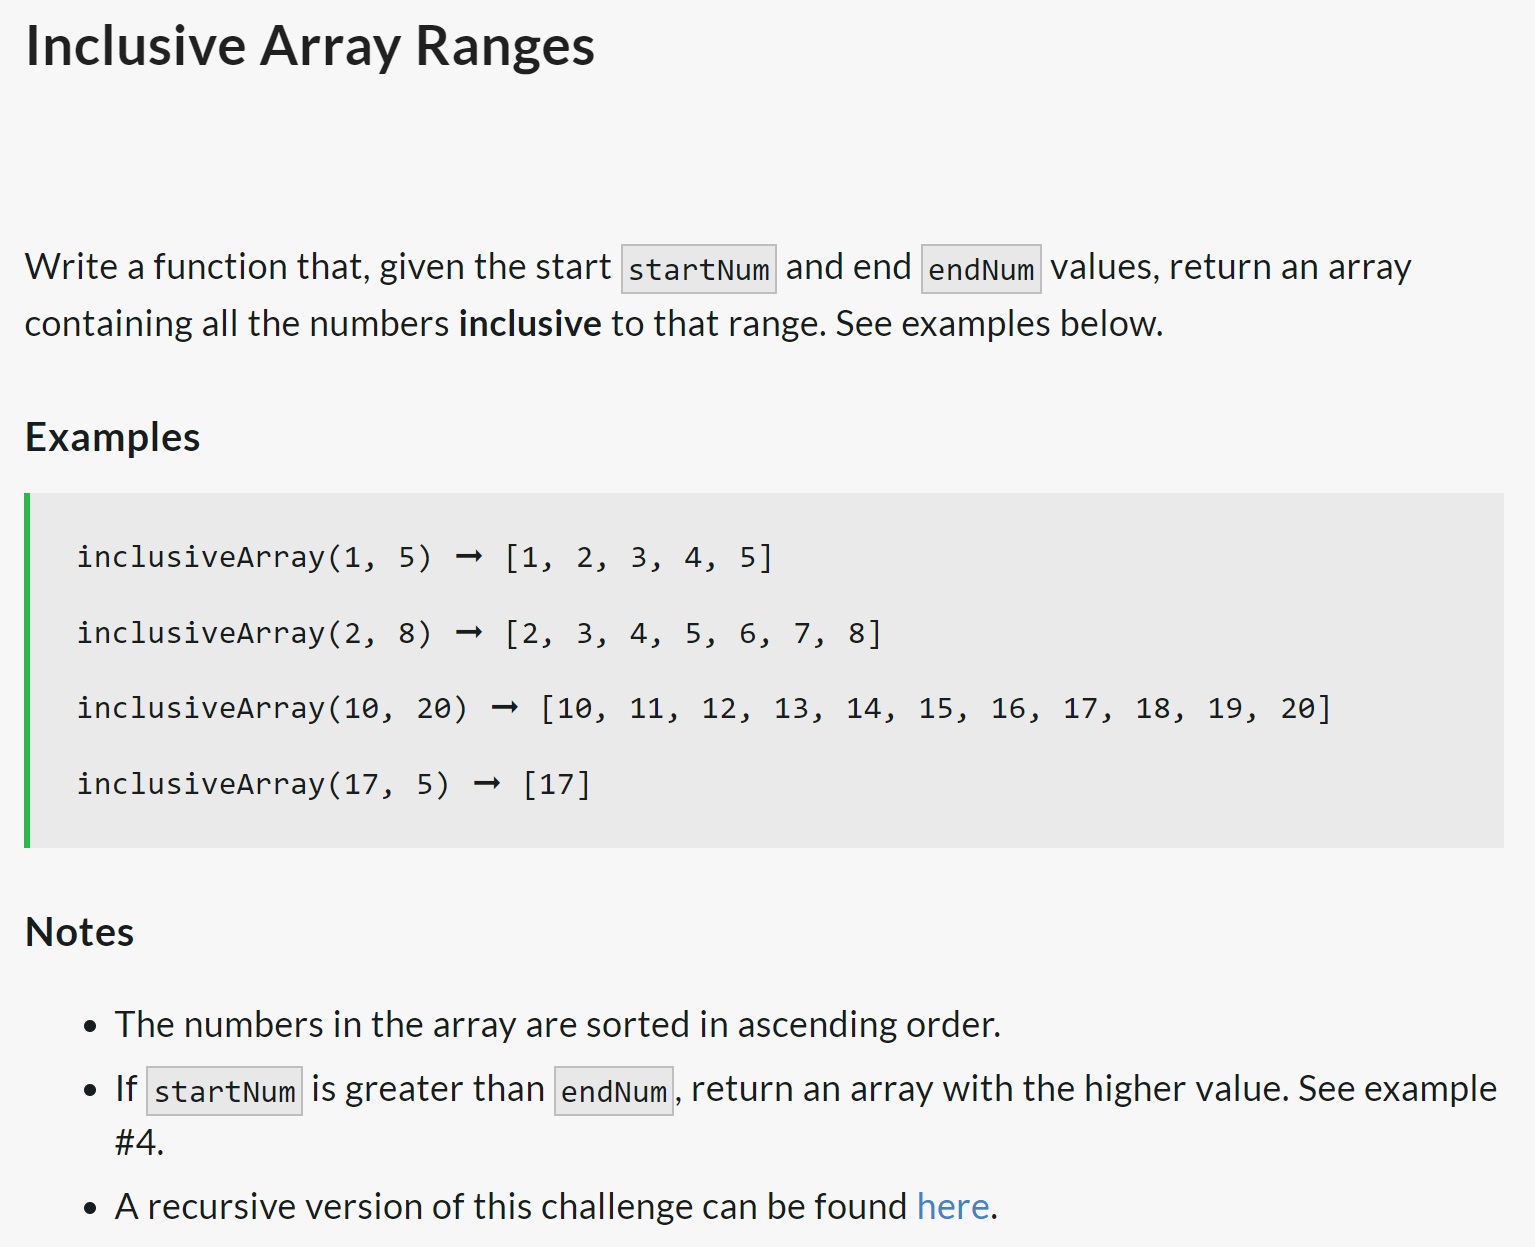 Inclusive Array Ranges
Write a function that, given the start startNum and end endNum values, return an array
containing all the numbers inclusive to that range. See examples below.
Examples
inclusiveArray(1, 5) ➞ [1, 2, 3, 4, 5]
inclusiveArray(2, 8) ➞ [2, 3, 4, 5, 6, 7, 8]
inclusiveArray(10, 20) ➞ [10, 11, 12, 13, 14, 15, 16, 17, 18, 19, 20]
inclusiveArray(17, 5) ➞ [17]
Notes
• The numbers in the array are sorted in ascending order.
• If startNum is greater than endNum, return an array with the higher value. See example
#4.
• A recursive version of this challenge can be found here.